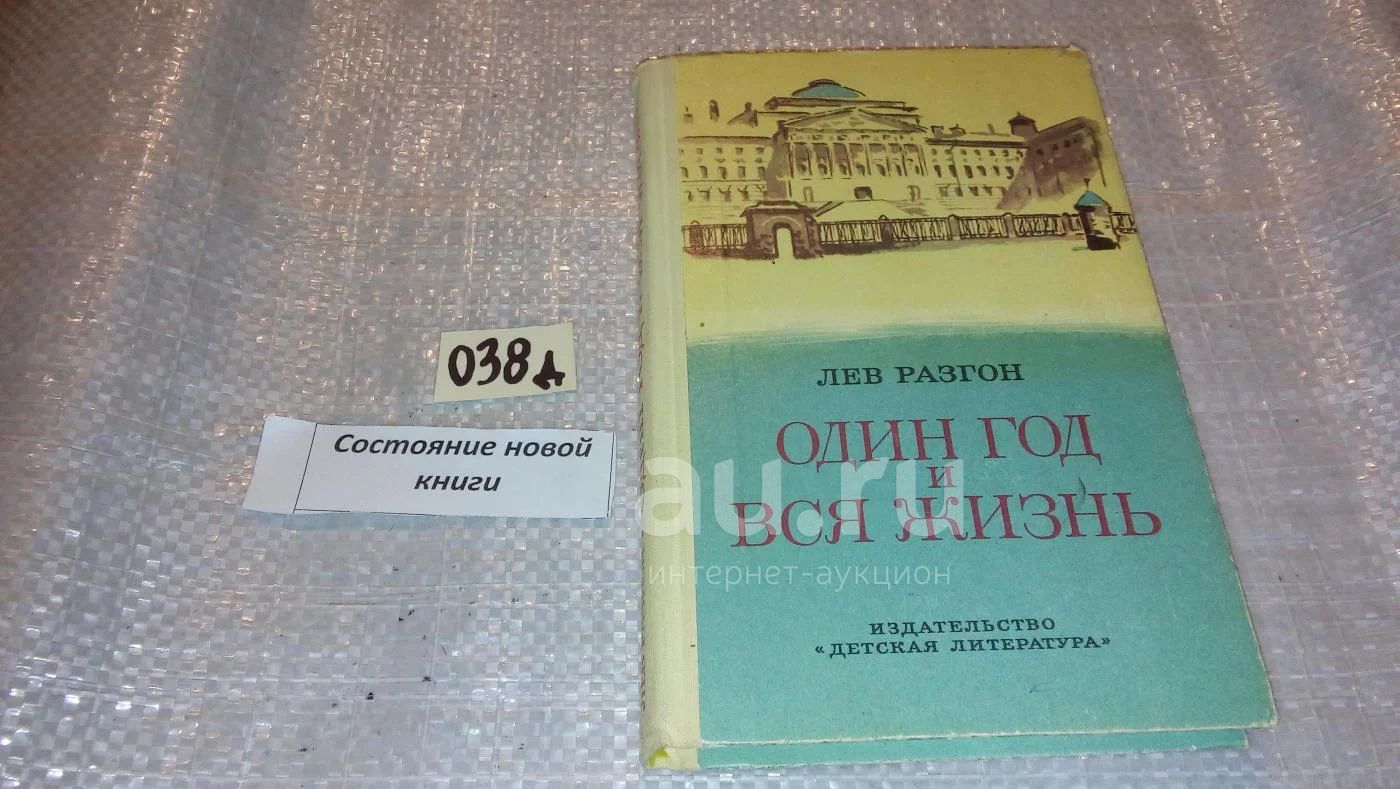 ЛЕВ РАЗГОН
ОДИН ГОД
И
ВСЯ ЖИЗНЬ
ИЗДАТЕЛЬСТВО
«ДЕТСКАЯ ЛИТЕРАТУРА»
038д
Состояние новой
книги
au.ru
интернет-аукцион